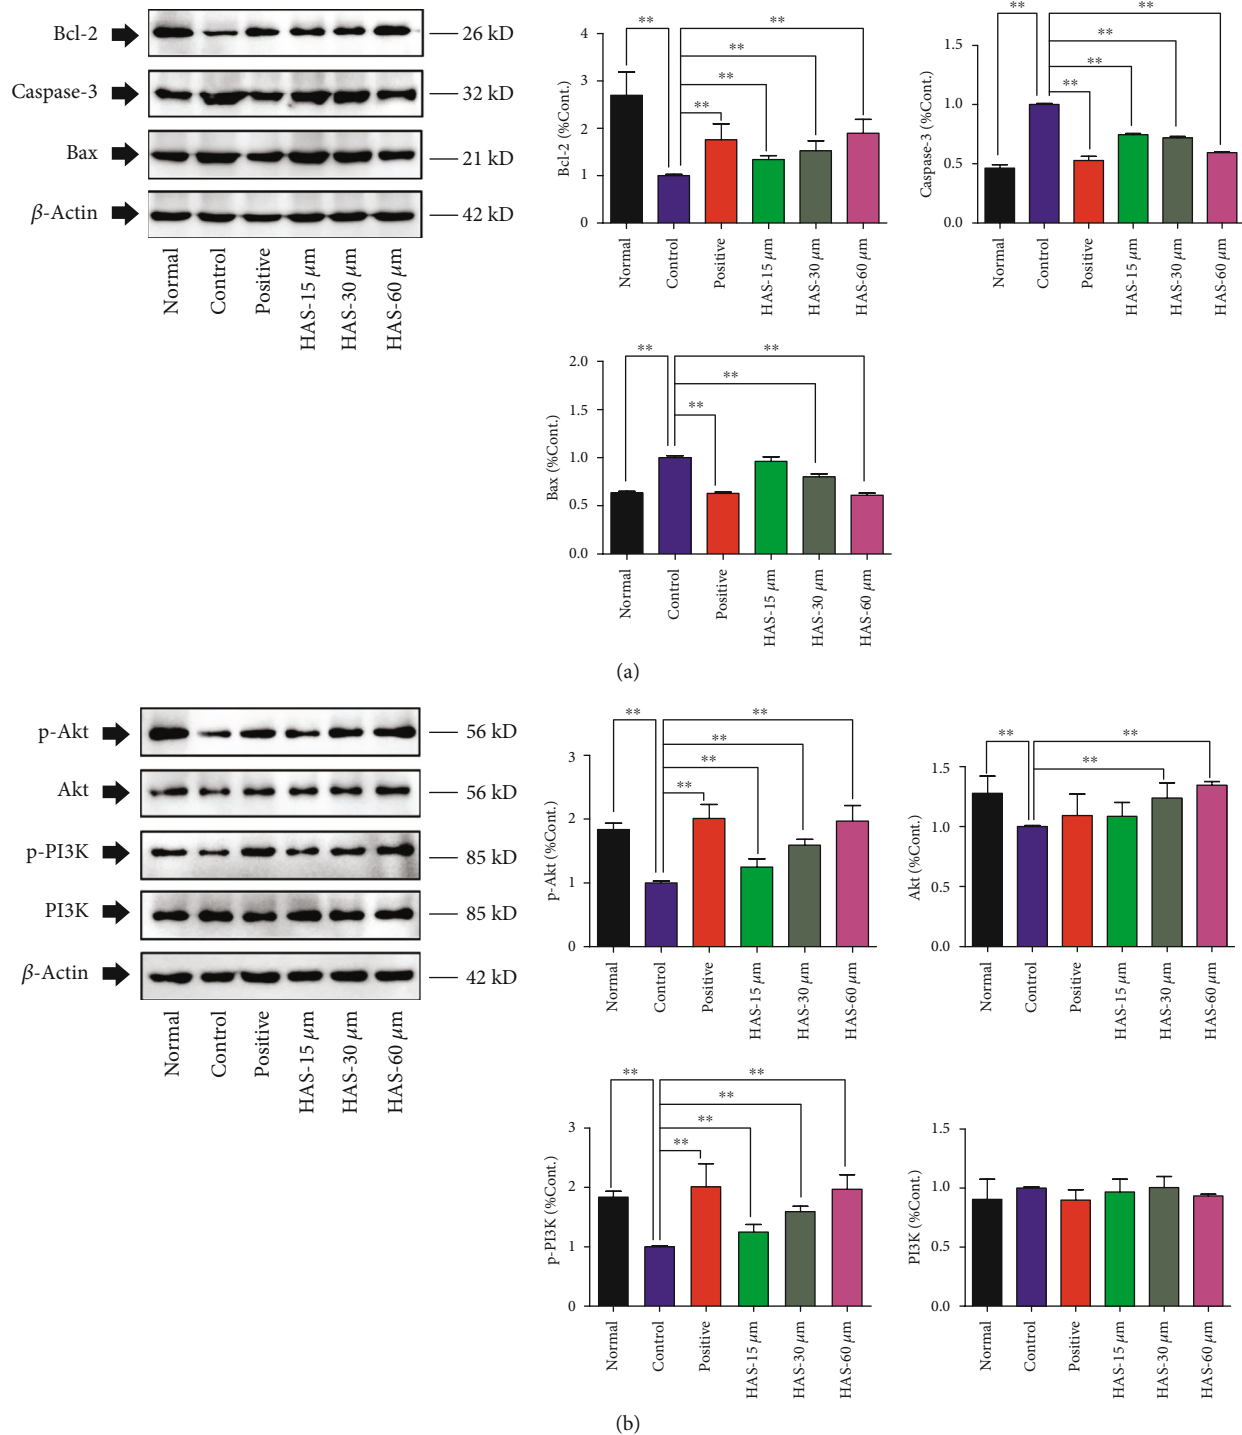 Bcl-2
26 kD
Caspase-3
32 kD
Bax
21 kD
β-Actin
42 kD
Normal
Control
Positive
HAS-15 μm
HAS-30 μm
HAS-60 μm
Bcl-2 (%Cont.)
4
3
2
1
0
**
**
**
**
**
Normal
Control
Positive
HAS-15 μm
HAS-30 μm
HAS-60 μm
Caspase-3 (%Cont.)
1.5
1.0
0.5
0.0
**
**
**
**
**
Normal
Control
Positive
HAS-15 μm
HAS-30 μm
HAS-60 μm
Bax (%Cont.)
2.0
1.5
1.0
0.5
0.0
**
**
**
**
Normal
Control
Positive
HAS-15 μm
HAS-30 μm
HAS-60 μm
(a)
p-Akt
56 kD
Akt
56 kD
p-PI3K
85 kD
PI3K
85 kD
β-Actin
42 kD
Normal
Control
Positive
HAS-15 μm
HAS-30 μm
HAS-60 μm
p-Akt (%Cont.)
3
2
1
0
**
**
**
**
**
Normal
Control
Positive
HAS-15 μm
HAS-30 μm
HAS-60 μm
Akt (%Cont.)
1.5
1.0
0.5
0.0
**
**
**
Normal
Control
Positive
HAS-15 μm
HAS-30 μm
HAS-60 μm
p-PI3K (%Cont.)
3
2
1
0
**
**
**
**
**
Normal
Control
Positive
HAS-15 μm
HAS-30 μm
HAS-60 μm
PI3K (%Cont.)
1.5
1.0
0.5
0.0
Normal
Control
Positive
HAS-15 μm
HAS-30 μm
HAS-60 μm
(b)